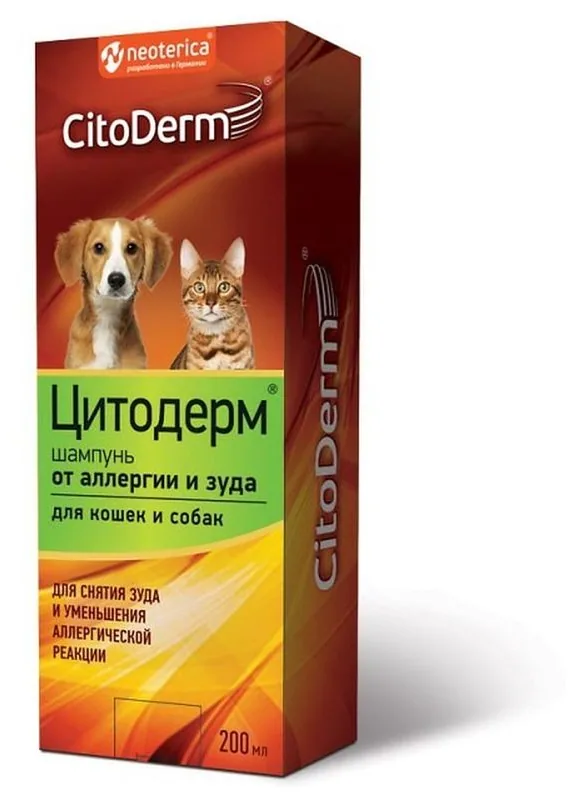 neoterica®
разработано в Германии
CitoDerm®
Цитодерм®
шампунь
от аллергии и зуда
для кошек и собак
ДЛЯ СНЯТИЯ ЗУДА
И УМЕНЬШЕНИЯ
АЛЛЕРГИЧЕСКОЙ
РЕАКЦИИ
200 мл
CitoDerm®